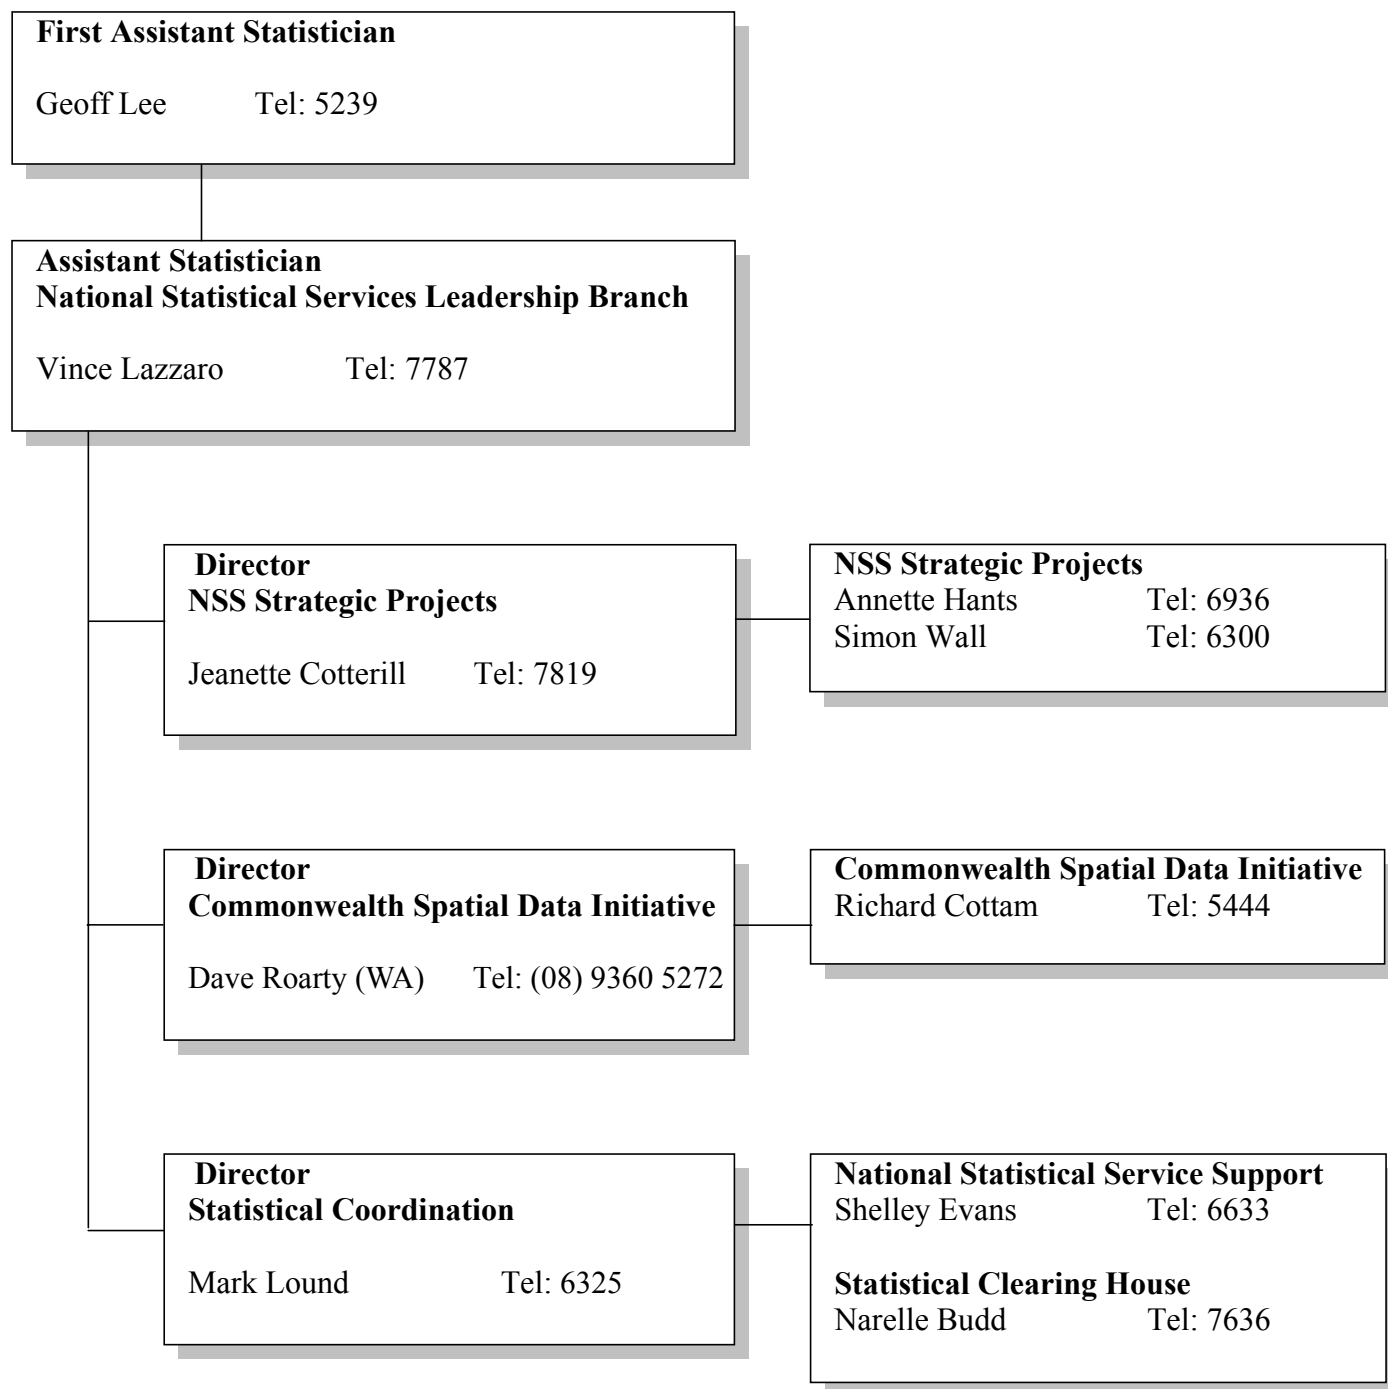 First Assistant Statistician
Geoff Lee Tel: 5239
Assistant Statistician
National Statistical Services Leadership Branch
Vince Lazzaro Tel: 7787
Director
NSS Strategic Projects
Jeanette Cotterill Tel: 7819
NSS Strategic Projects
Annette Hants Tel: 6936
Simon Wall Tel: 6300
Director
Commonwealth Spatial Data Initiative
Dave Roarty (WA) Tel: (08) 9360 5272
Commonwealth Spatial Data Initiative
Richard Cottam Tel: 5444
Director
Statistical Coordination
Mark Lound Tel: 6325
National Statistical Service Support
Shelley Evans Tel: 6633
Statistical Clearing House
Narelle Budd Tel: 7636